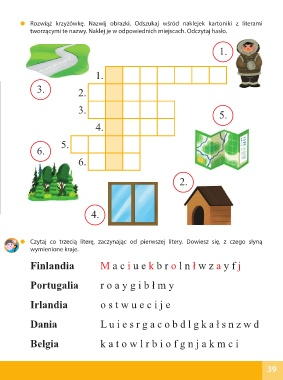 Rozwiąż krzyżówkę. Nazwij obrazki. Odszukaj wśród naklejek kartoniki z literami
tworzącymi te nazwy. Naklej je w odpowiednich miejscach. Odczytaj hasło.
1.
1.
3.
2.
3.
5.
4.
5.
6.
6.
2.
4.
Czytaj co trzecią literę, zaczynając od pierwszej litery. Dowiesz się, z czego słyną
wymienione kraje.
Finlandia M a c i u e k b r o l n ł w z a y f j
Portugalia r o a y g i b ł m y
Irlandia o s t w u e c i j e
Dania L u i e s r g a c o b d l g k a ł s n z w d
Belgia k a t o w l r b i o f g n j a k m c i
39